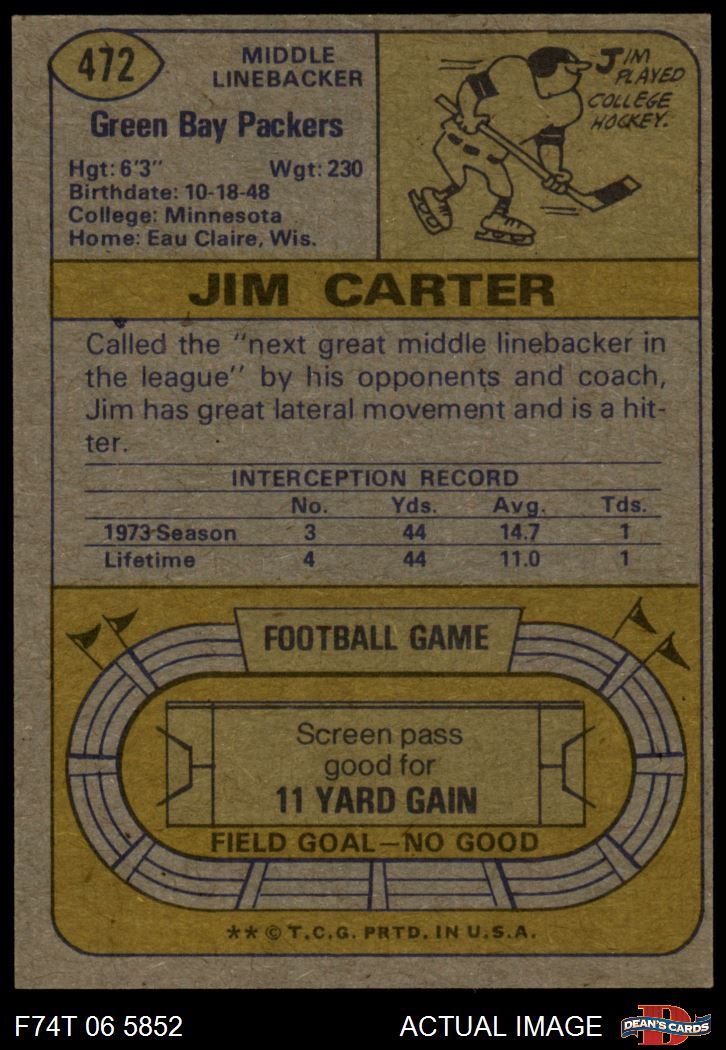 472
MIDDLE
LINEBACKER
Green Bay Packers
Hgt: 6'3" Wgt: 230
Birthdate: 10-18-48
College: Minnesota
Home: Eau Claire, Wis.
JIM
PLAYED
COLLEGE
HOCKEY.
JIM CARTER
Called the "next great middle linebacker in
the league" by his opponents and coach,
Jim has great lateral movement and is a hit-
ter.
INTERCEPTION RECORD
No. Yds. Avg. Tds.
1973 Season 3 44 14.7 1
Lifetime 4 44 11.0 1
FOOTBALL GAME
Screen pass
good for
11 YARD GAIN
FIELD GOAL—NO GOOD
** © T.C.G. PRTD. IN U.S.A.
F74T 06 5852 ACTUAL IMAGE
D
DEAN'S CARDS